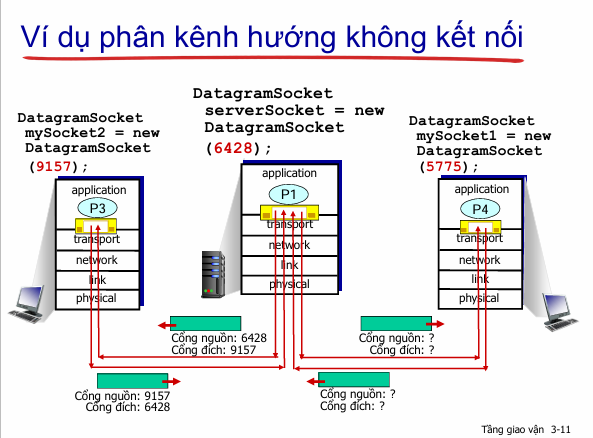 Ví dụ phân kênh hướng không kết nối
DatagramSocket
mySocket2 = new
DatagramSocket
(9157);
DatagramSocket
serverSocket = new
DatagramSocket
(6428);
DatagramSocket
mySocket1 = new
DatagramSocket
(5775);
application
P3
transport
network
link
physical
application
P1
transport
network
link
physical
application
P4
transport
network
link
physical
Cổng nguồn: 6428
Cổng đích: 9157
Cổng nguồn: ?
Cổng đích: ?
Cổng nguồn: 9157
Cổng đích: 6428
Cổng nguồn: ?
Cổng đích: ?
Tầng giao vận 3-11